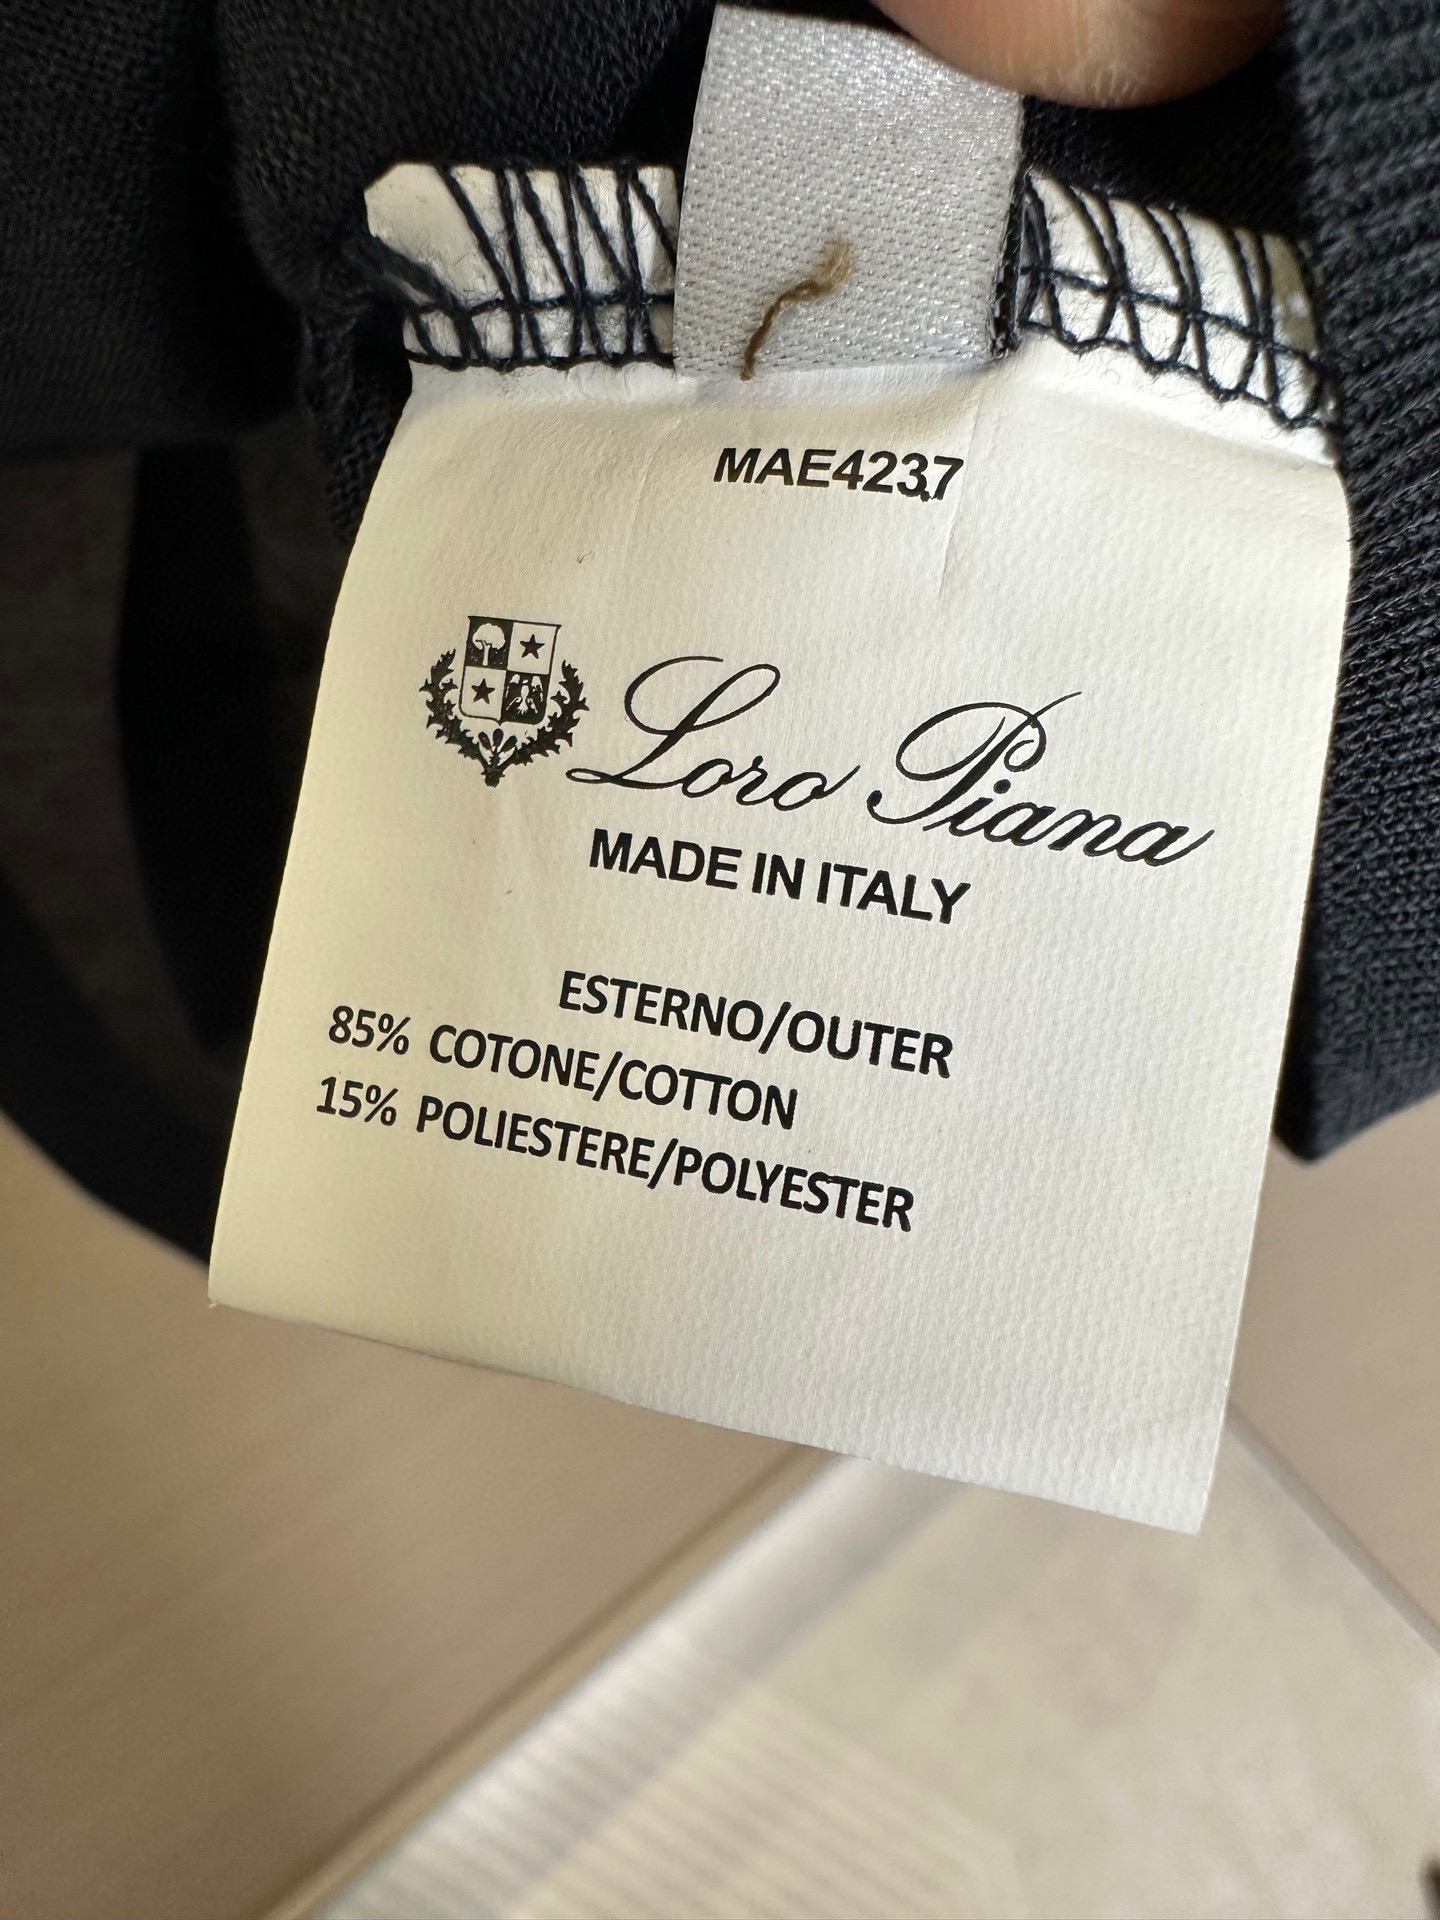 MAE4237
Loro Piana
MADE IN ITALY
ESTERNO/OUTER
85% COTONE/COTTON
15% POLIESTERE/POLYESTER